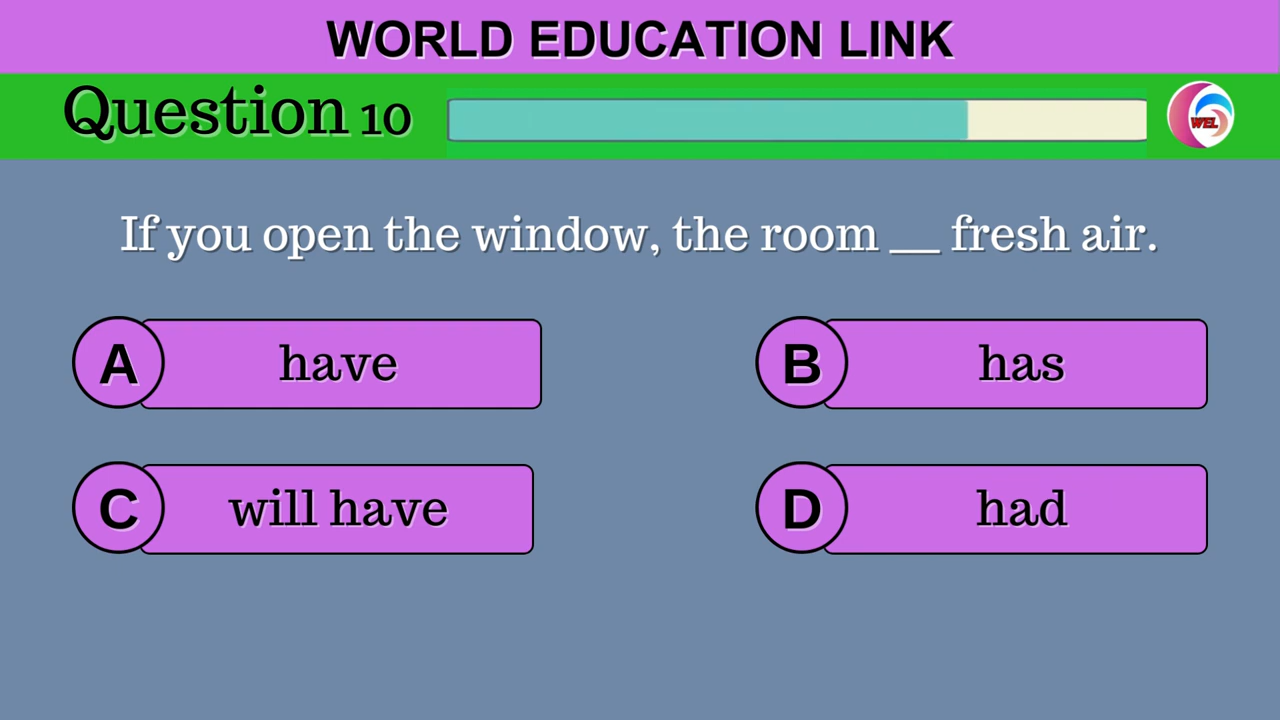 WORLD EDUCATION LINK
Question 10
WEL
If you open the window, the room __ fresh air.
A have
B has
C will have
D had